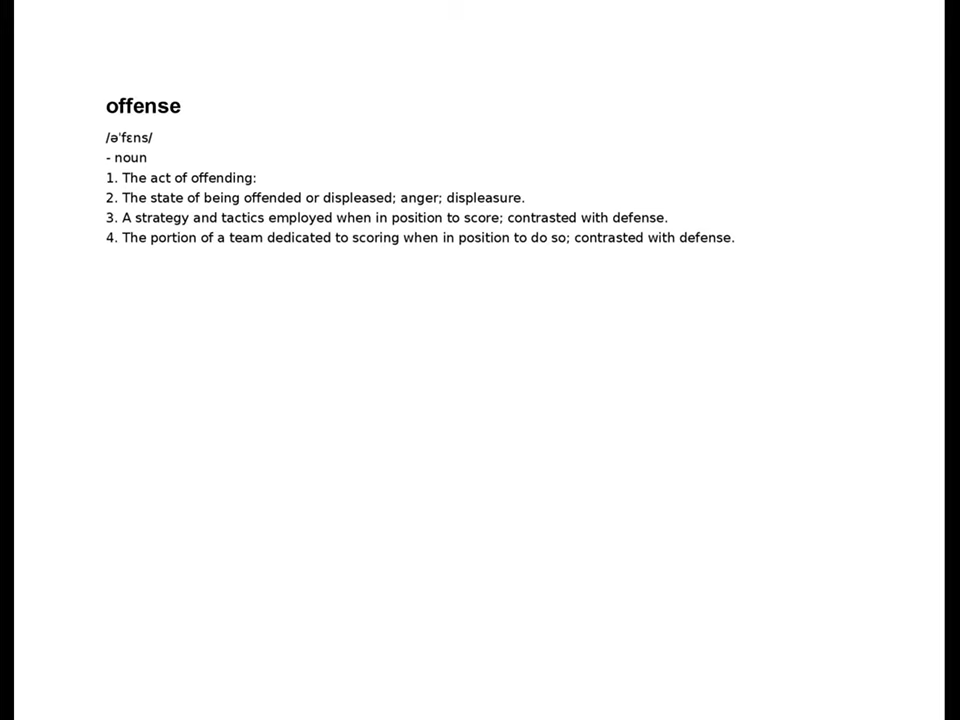 offense
/ə'fɛns/
- noun
1. The act of offending:
2. The state of being offended or displeased; anger; displeasure.
3. A strategy and tactics employed when in position to score; contrasted with defense.
4. The portion of a team dedicated to scoring when in position to do so; contrasted with defense.